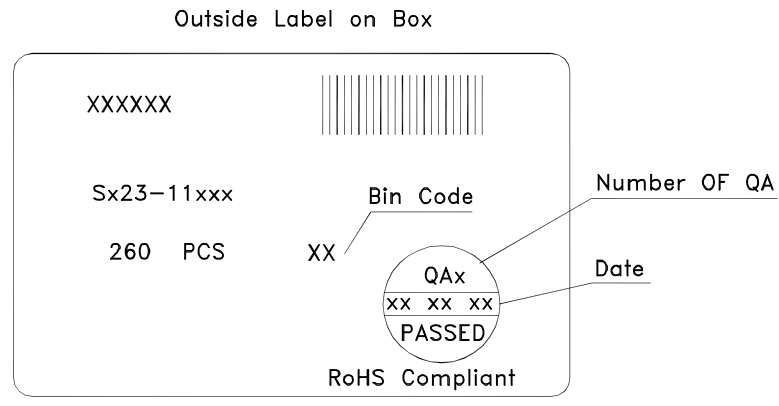 Outside Label on Box
XXXXXX
Sx23-11xxx
Bin Code
Number OF QA
260 PCS
XX
QAx
Date
xx xx xx
PASSED
RoHS Compliant